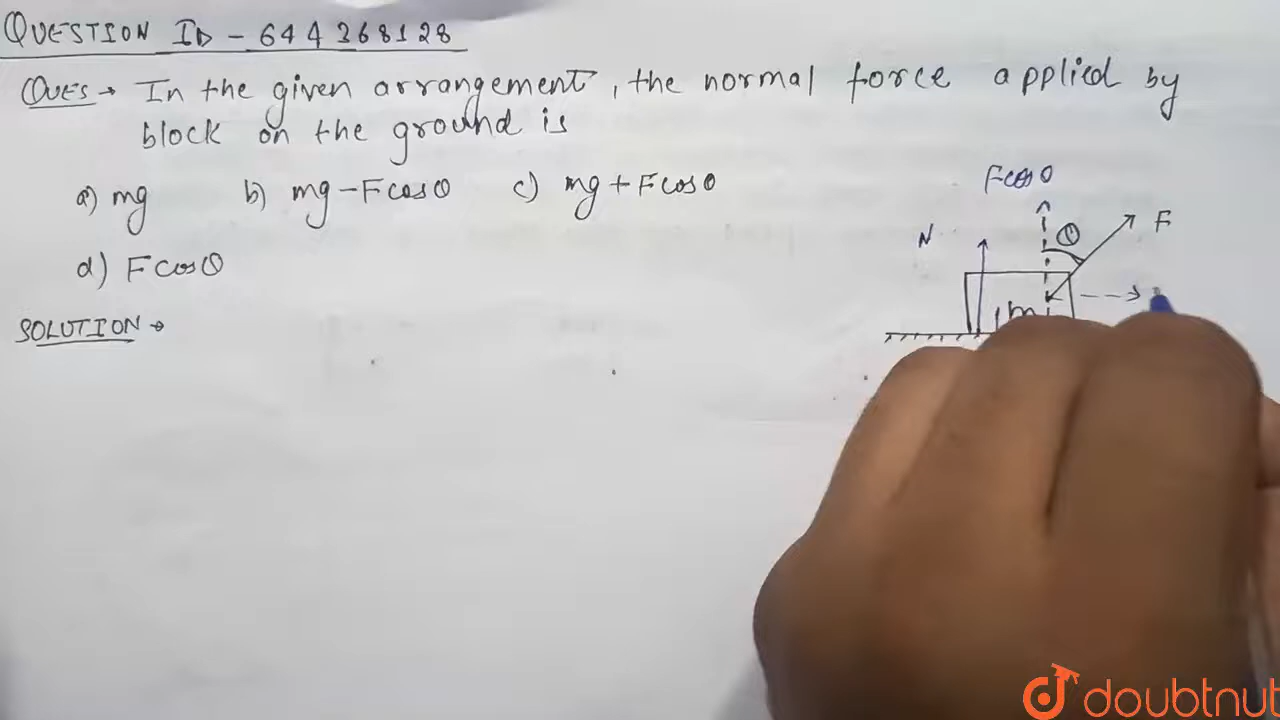 QUESTION ID - 644368128
QUES → In the given arrangement, the normal force applied by
block on the ground is
a) mg b) mg-Fcosθ c) mg+Fcosθ
d) Fcosθ
SOLUTION →
Fcosθ
θ F
N
m
doubtnut